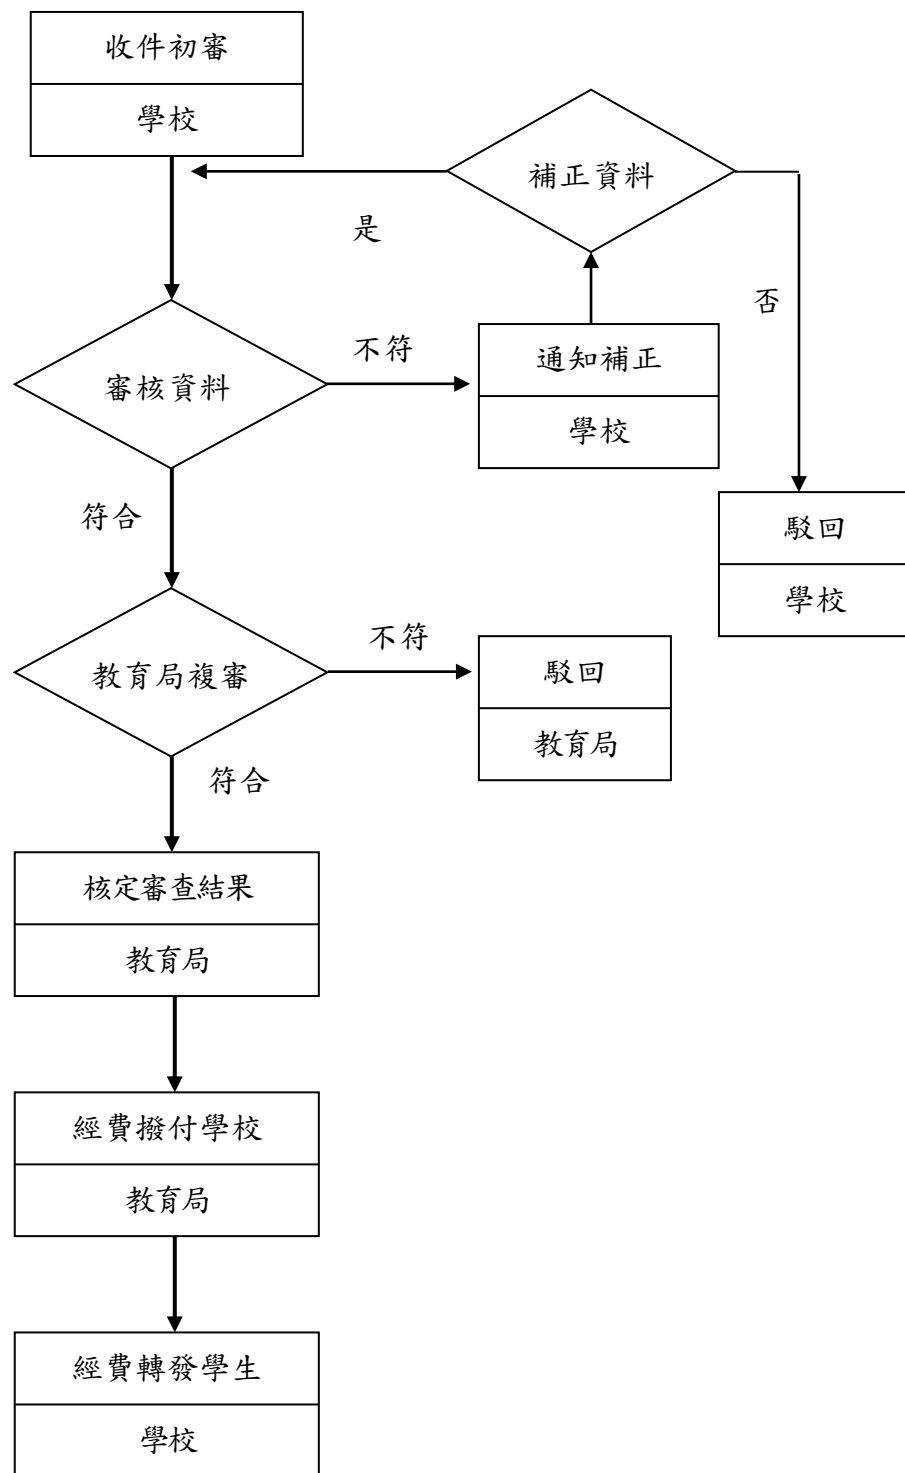 收件初審
學校
補正資料
是
否
不符
通知補正
學校
審核資料
符合
駁回
學校
不符
教育局複審
駁回
教育局
符合
核定審查結果
教育局
經費撥付學校
教育局
經費轉發學生
學校